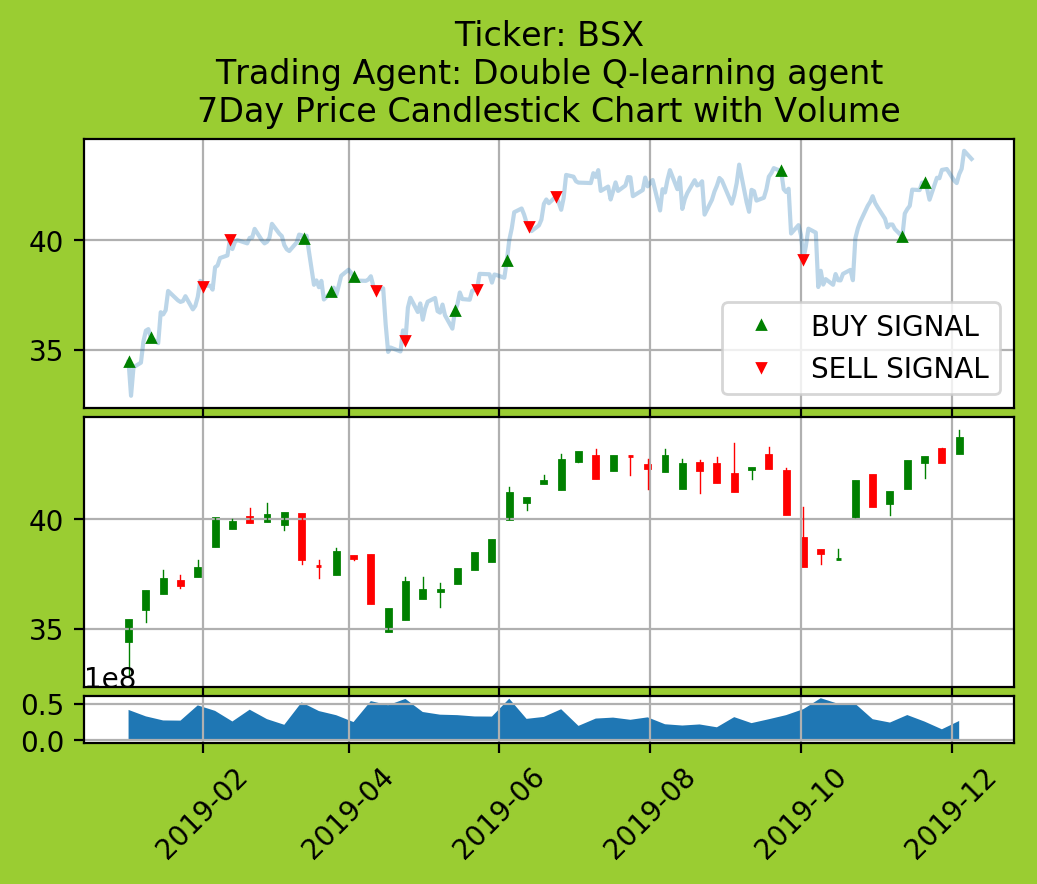 Ticker: BSX
Trading Agent: Double Q-learning agent
7Day Price Candlestick Chart with Volume
40
35
BUY SIGNAL
SELL SIGNAL
40
35
1e8
0.5
0.0
2019-02
2019-04
2019-06
2019-08
2019-10
2019-12